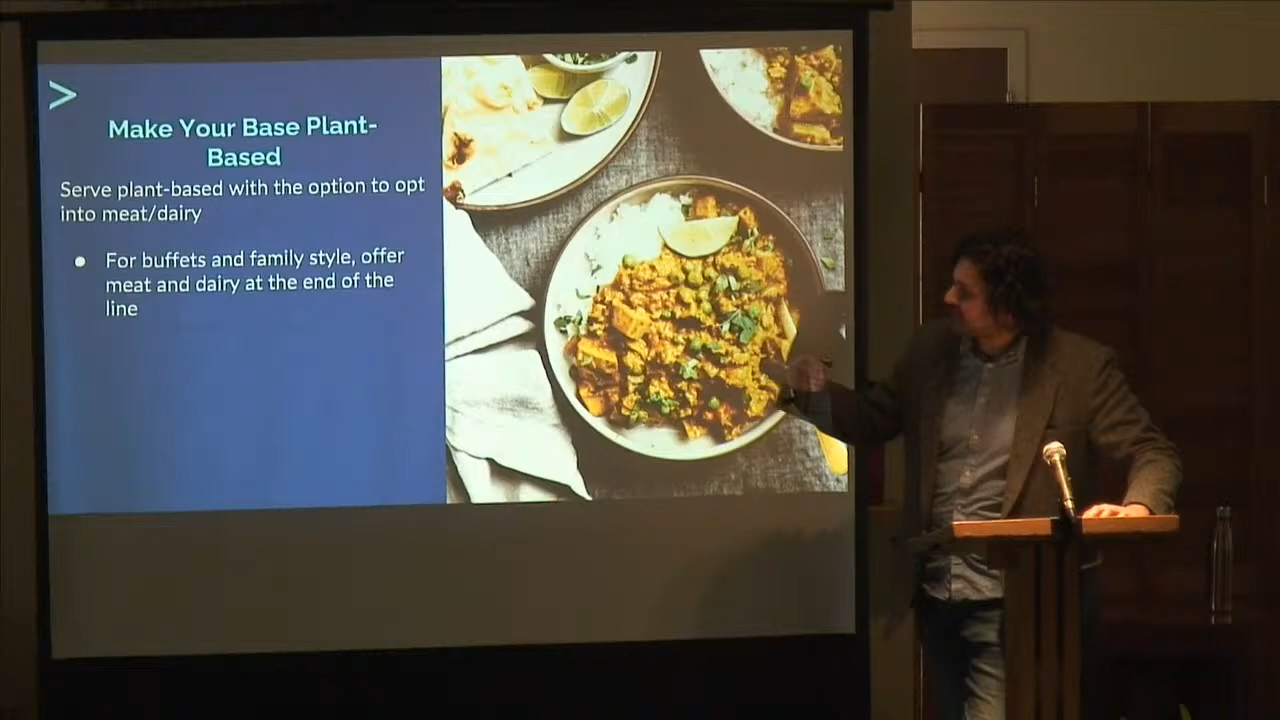 >
Make Your Base Plant-
Based
Serve plant-based with the option to opt
into meat/dairy
● For buffets and family style, offer
meat and dairy at the end of the
line